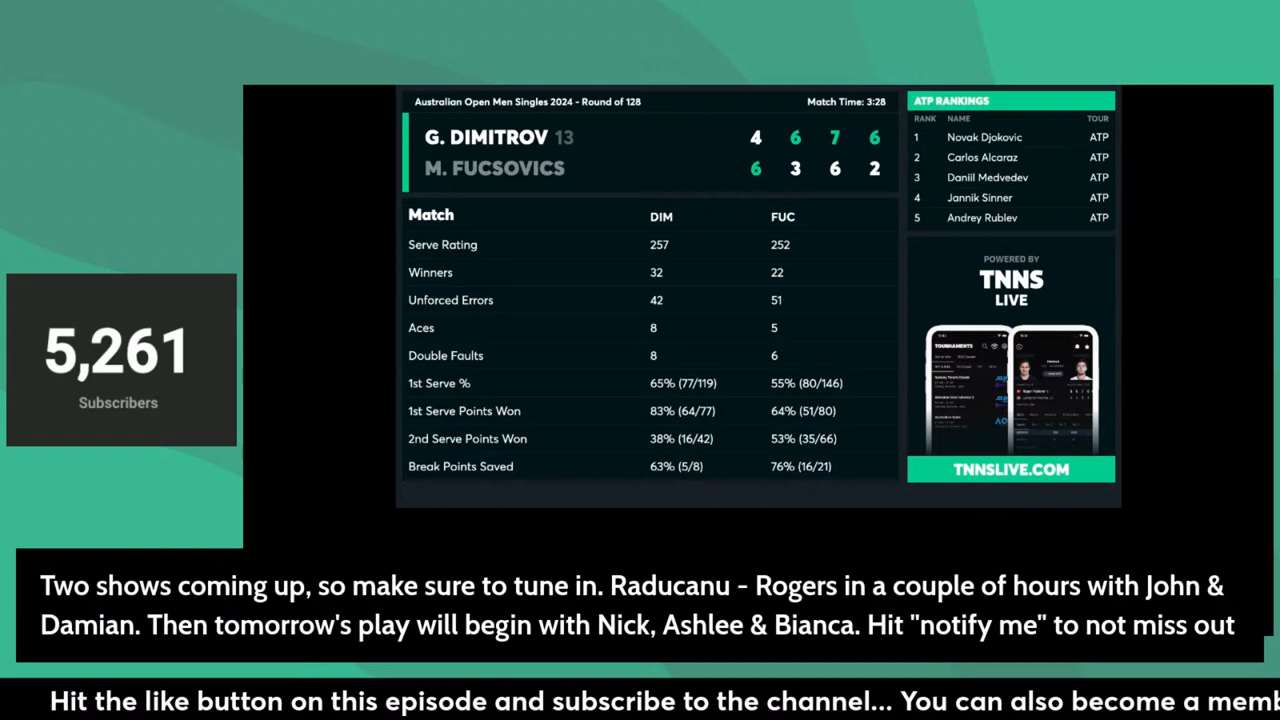 Australian Open Men Singles 2024 - Round of 128 Match Time: 3:28
G. DIMITROV 13 4 6 7 6
M. FUCSOVICS 6 3 6 2
Match DIM FUC
Serve Rating 257 252
Winners 32 22
Unforced Errors 42 51
Aces 8 5
Double Faults 8 6
1st Serve % 65% (77/119) 55% (80/146)
1st Serve Points Won 83% (64/77) 64% (51/80)
2nd Serve Points Won 38% (16/42) 53% (35/66)
Break Points Saved 63% (5/8) 76% (16/21)
ATP RANKINGS
RANK NAME TOUR
1 Novak Djokovic ATP
2 Carlos Alcaraz ATP
3 Daniil Medvedev ATP
4 Jannik Sinner ATP
5 Andrey Rublev ATP
POWERED BY
TNNS
LIVE
TOURNAMENTS
TNNSLIVE.COM
5,261
Subscribers
Two shows coming up, so make sure to tune in. Raducanu - Rogers in a couple of hours with John &
Damian. Then tomorrow's play will begin with Nick, Ashlee & Bianca. Hit "notify me" to not miss out
Hit the like button on this episode and subscribe to the channel... You can also become a memb